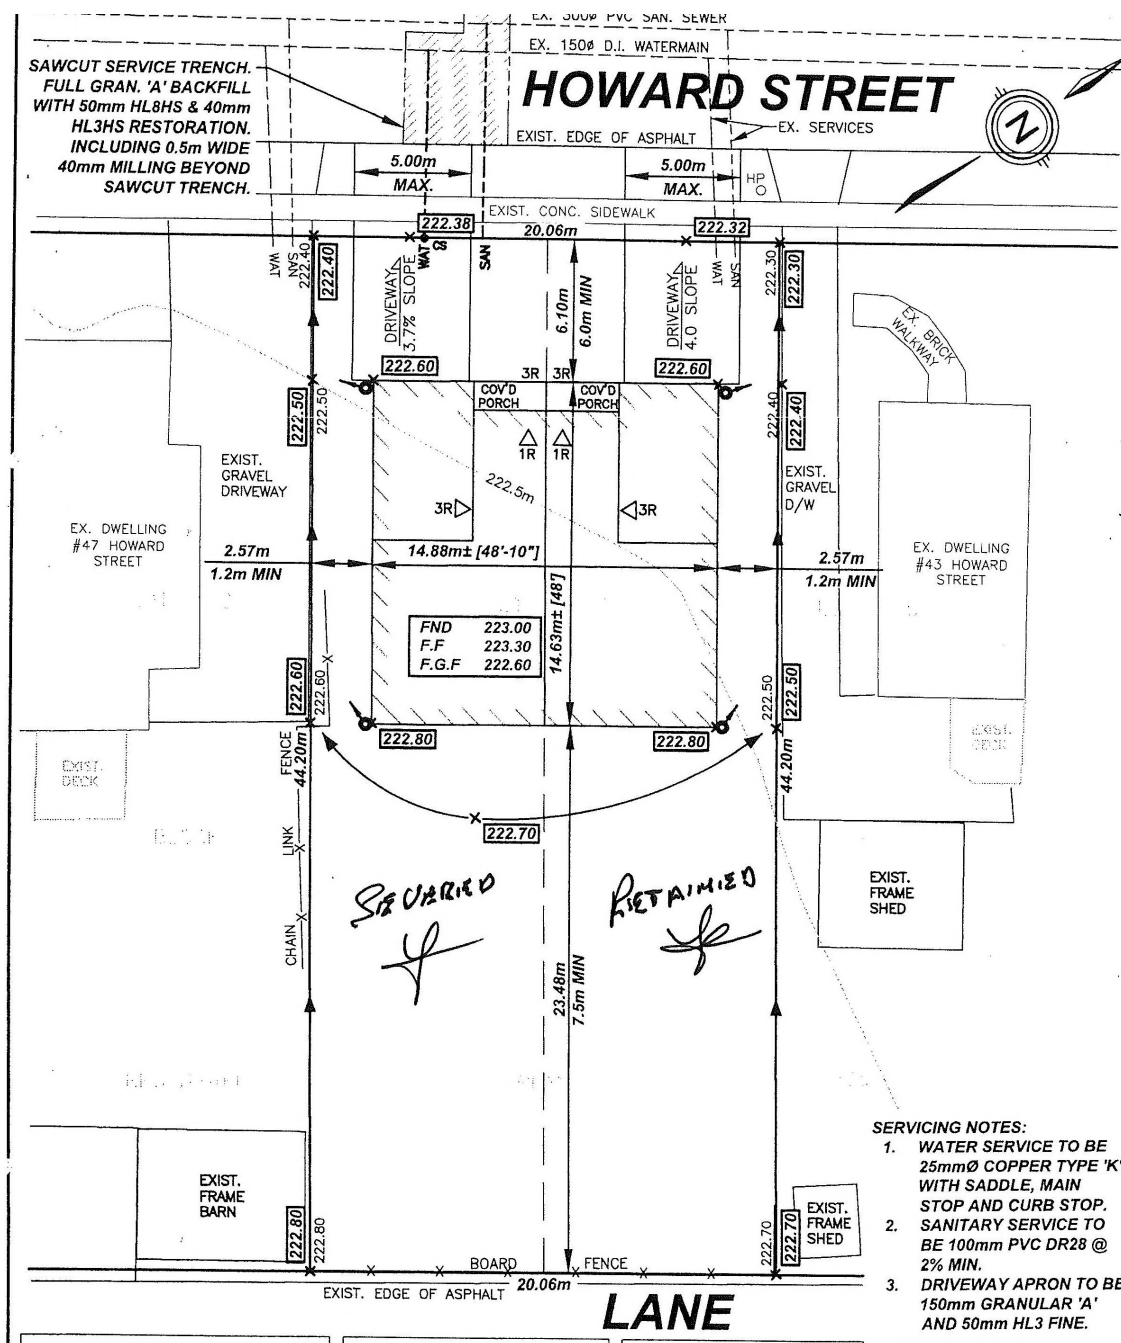 EX. 300ø PVC SAN. SEWER
EX. 150ø D.I. WATERMAIN
HOWARD STREET
SAWCUT SERVICE TRENCH.
FULL GRAN. 'A' BACKFILL
WITH 50mm HL8HS & 40mm
HL3HS RESTORATION.
INCLUDING 0.5m WIDE
40mm MILLING BEYOND
SAWCUT TRENCH.
EX. SERVICES
EXIST. EDGE OF ASPHALT
N
5.00m
MAX.
5.00m
MAX.
HP
EXIST. CONC. SIDEWALK
222.38
20.06m
222.32
WAT
SAN
222.40
222.40
WAT
CS
SAN
WAT
SAN
222.30
222.30
DRIVEWAY
3.7% SLOPE
6.10m
6.0m MIN
DRIVEWAY
4.0 SLOPE
EX. BRICK
WALKWAY
222.60
3R
3R
222.60
COV'D
PORCH
COV'D
PORCH
222.50
222.50
222.40
222.40
1R
1R
EXIST.
GRAVEL
DRIVEWAY
222.5m
EXIST.
GRAVEL
D/W
3R
3R
EX. DWELLING
#47 HOWARD
STREET
EX. DWELLING
#43 HOWARD
STREET
2.57m
1.2m MIN
14.88m± [48'-10"]
2.57m
1.2m MIN
14.63m± [48']
FND 223.00
F.F 223.30
F.G.F 222.60
222.60
222.60
222.50
222.50
222.80
222.80
EXIST.
DECK
EXIST.
DECK
FENCE
44.20m
44.20m
222.70
LINK
CHAIN
EXIST.
FRAME
SHED
SEVERED
RETAINED
23.48m
7.5m MIN
SERVICING NOTES:
1. WATER SERVICE TO BE
25mmØ COPPER TYPE 'K'
WITH SADDLE, MAIN
STOP AND CURB STOP.
2. SANITARY SERVICE TO
BE 100mm PVC DR28 @
2% MIN.
3. DRIVEWAY APRON TO BE
150mm GRANULAR 'A'
AND 50mm HL3 FINE.
EXIST.
FRAME
BARN
EXIST.
FRAME
SHED
222.80
222.80
222.70
222.70
BOARD FENCE
EXIST. EDGE OF ASPHALT
20.06m
LANE